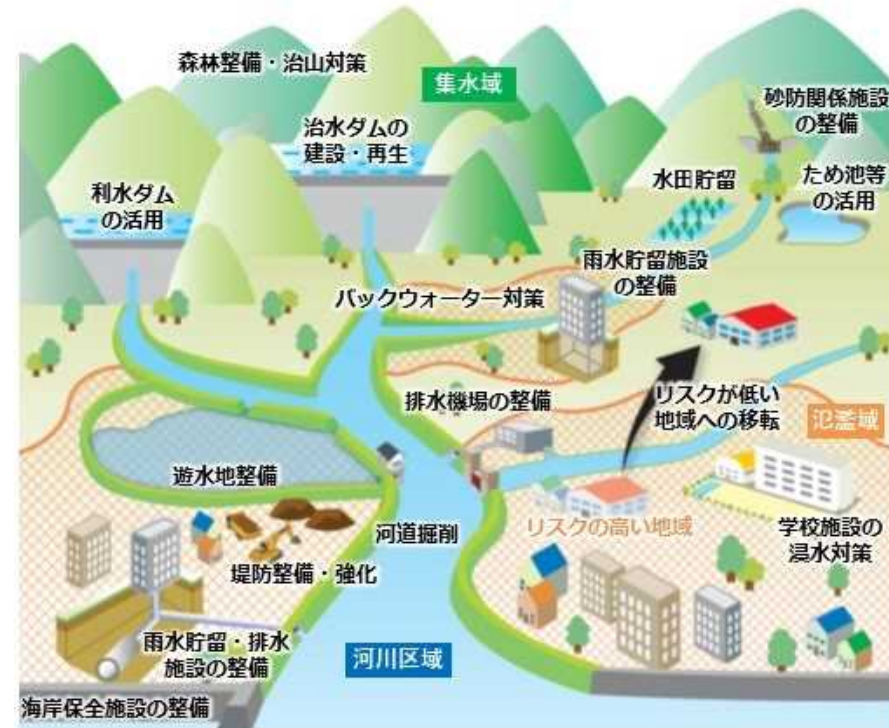 森林整備・治山対策
集水域
砂防関係施設
の整備
治水ダムの
建設・再生
利水ダム
の活用
水田貯留
ため池等
の活用
雨水貯留施設
の整備
バックウォーター対策
排水機場の整備
リスクが低い
地域への移転
氾濫域
遊水地整備
リスクの高い地域
学校施設の
浸水対策
河道掘削
堤防整備・強化
雨水貯留・排水
施設の整備
河川区域
海岸保全施設の整備